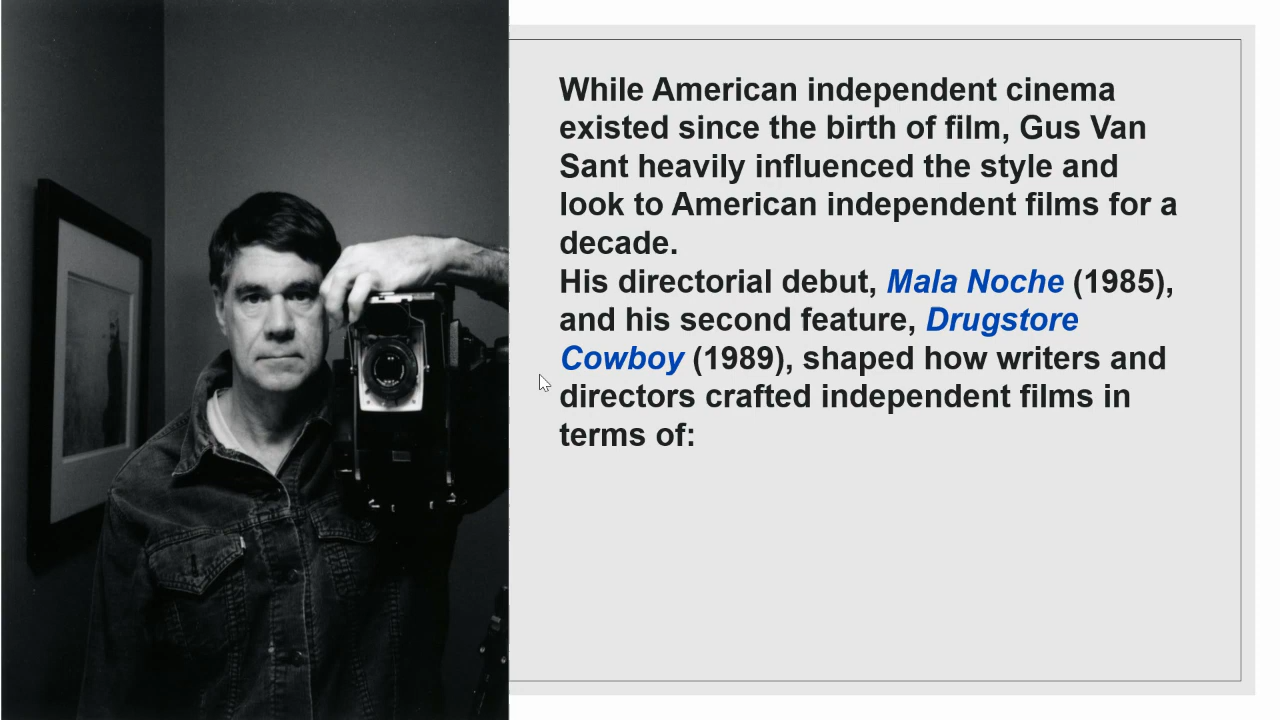 While American independent cinema
existed since the birth of film, Gus Van
Sant heavily influenced the style and
look to American independent films for a
decade.
His directorial debut, Mala Noche (1985),
and his second feature, Drugstore
Cowboy (1989), shaped how writers and
directors crafted independent films in
terms of: